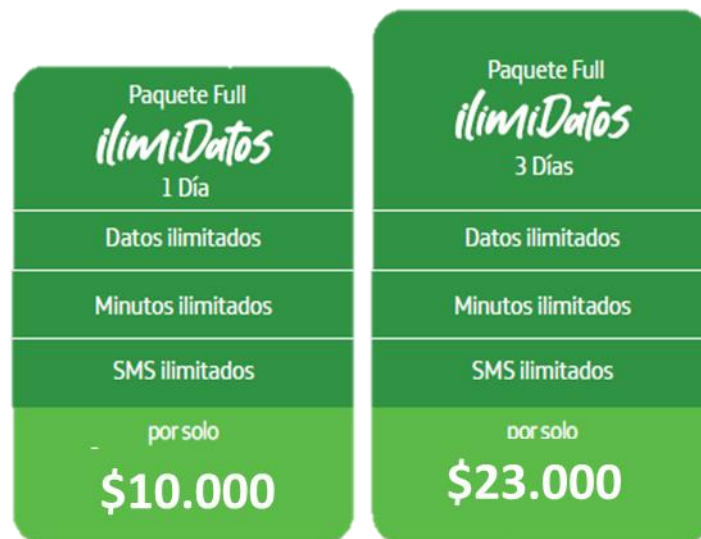 Paquete Full
ilimiDatos
1 Día
Datos ilimitados
Minutos ilimitados
SMS ilimitados
por solo
$10.000
Paquete Full
ilimiDatos
3 Días
Datos ilimitados
Minutos ilimitados
SMS ilimitados
por solo
$23.000